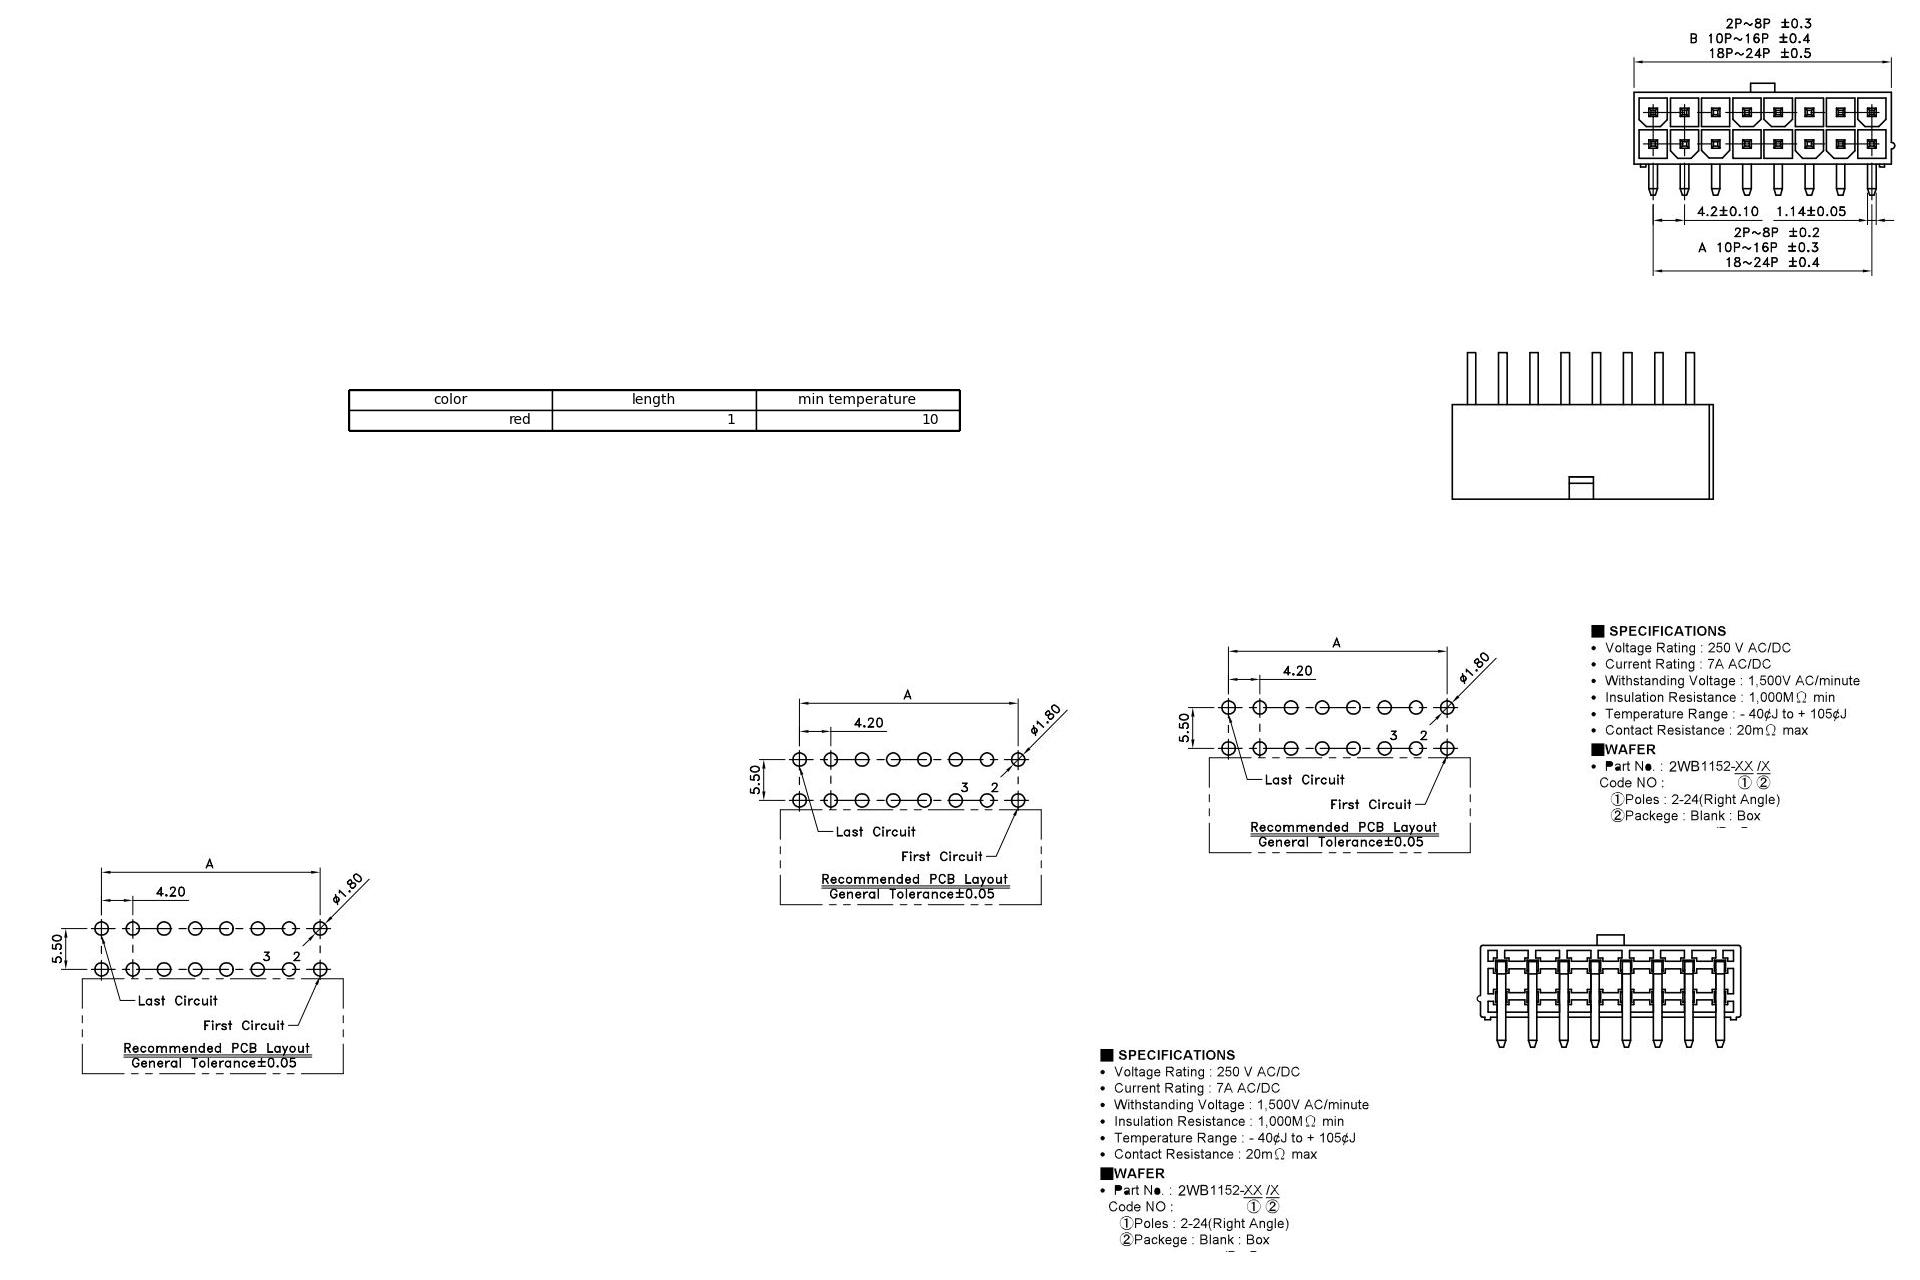 2P~8P ±0.3
B 10P~16P ±0.4
18P~24P ±0.5
4.2±0.10 1.14±0.05
2P~8P ±0.2
A 10P~16P ±0.3
18~24P ±0.4
color length min temperature
red 1 10
■ SPECIFICATIONS
• Voltage Rating : 250 V AC/DC
• Current Rating : 7A AC/DC
• Withstanding Voltage : 1,500V AC/minute
• Insulation Resistance : 1,000MΩ min
• Temperature Range : - 40¢J to + 105¢J
• Contact Resistance : 20mΩ max
■WAFER
• Part No. : 2WB1152-XX /X
Code NO : ① ②
①Poles : 2-24(Right Angle)
②Packege : Blank : Box
A
4.20
ø1.80
5.50
3 2
Last Circuit
First Circuit
Recommended PCB Layout
General Tolerance±0.05
A
4.20
ø1.80
5.50
3 2
Last Circuit
First Circuit
Recommended PCB Layout
General Tolerance±0.05
A
4.20
ø1.80
5.50
3 2
Last Circuit
First Circuit
Recommended PCB Layout
General Tolerance±0.05
■ SPECIFICATIONS
• Voltage Rating : 250 V AC/DC
• Current Rating : 7A AC/DC
• Withstanding Voltage : 1,500V AC/minute
• Insulation Resistance : 1,000MΩ min
• Temperature Range : - 40¢J to + 105¢J
• Contact Resistance : 20mΩ max
■WAFER
• Part No. : 2WB1152-XX /X
Code NO : ① ②
①Poles : 2-24(Right Angle)
②Packege : Blank : Box